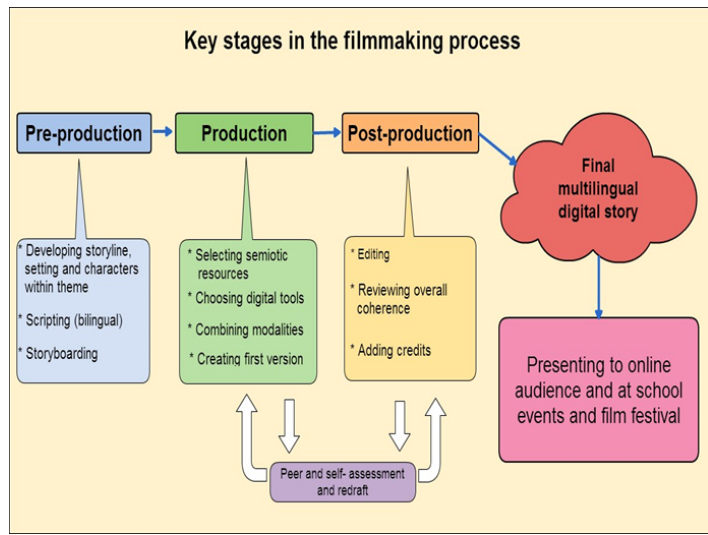 Key stages in the filmmaking process
Pre-production
Production
Post-production
Final
multilingual
digital story
* Developing storyline,
setting and characters
within theme
* Scripting (bilingual)
* Storyboarding
* Selecting semiotic
resources
* Choosing digital tools
* Combining modalities
* Creating first version
* Editing
* Reviewing overall
coherence
* Adding credits
Presenting to online
audience and at school
events and film festival
Peer and self- assessment
and redraft